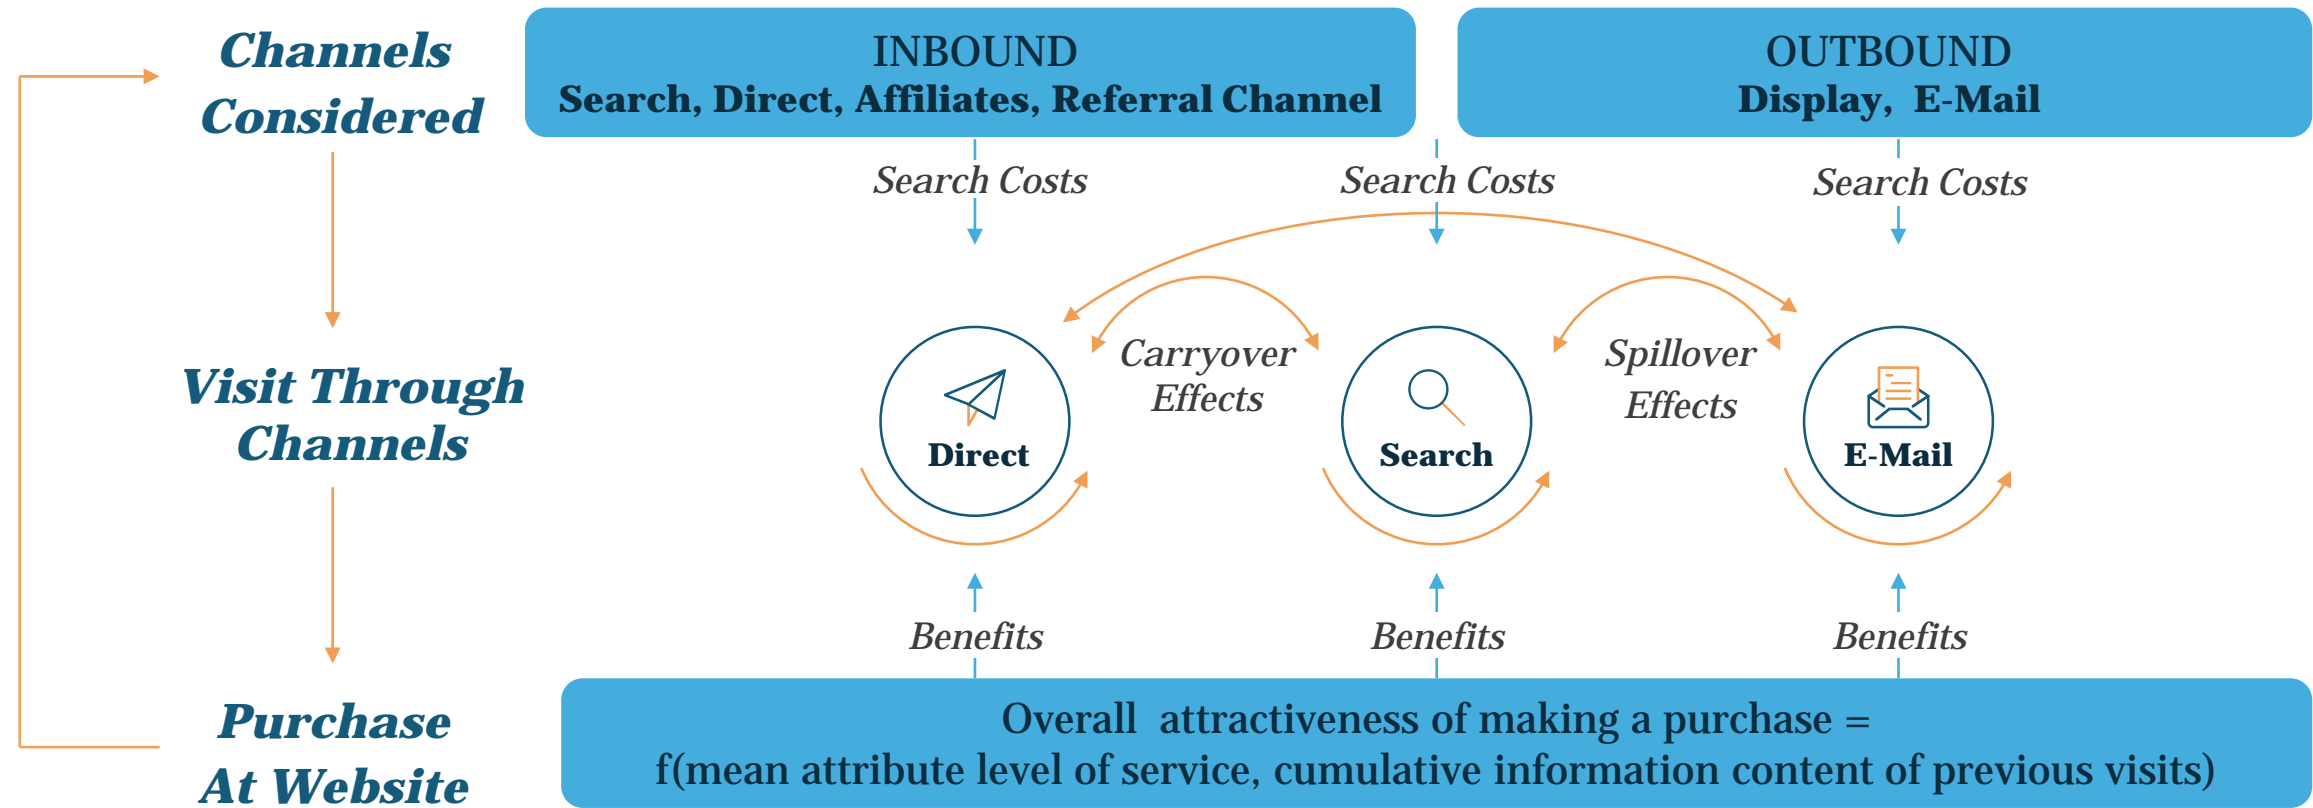 Channels
Considered
INBOUND
Search, Direct, Affiliates, Referral Channel
OUTBOUND
Display, E-Mail
Search Costs
Search Costs
Search Costs
Visit Through
Channels
Carryover
Effects
Spillover
Effects
Direct
Search
E-Mail
Benefits
Benefits
Benefits
Purchase
At Website
Overall attractiveness of making a purchase =
f(mean attribute level of service, cumulative information content of previous visits)